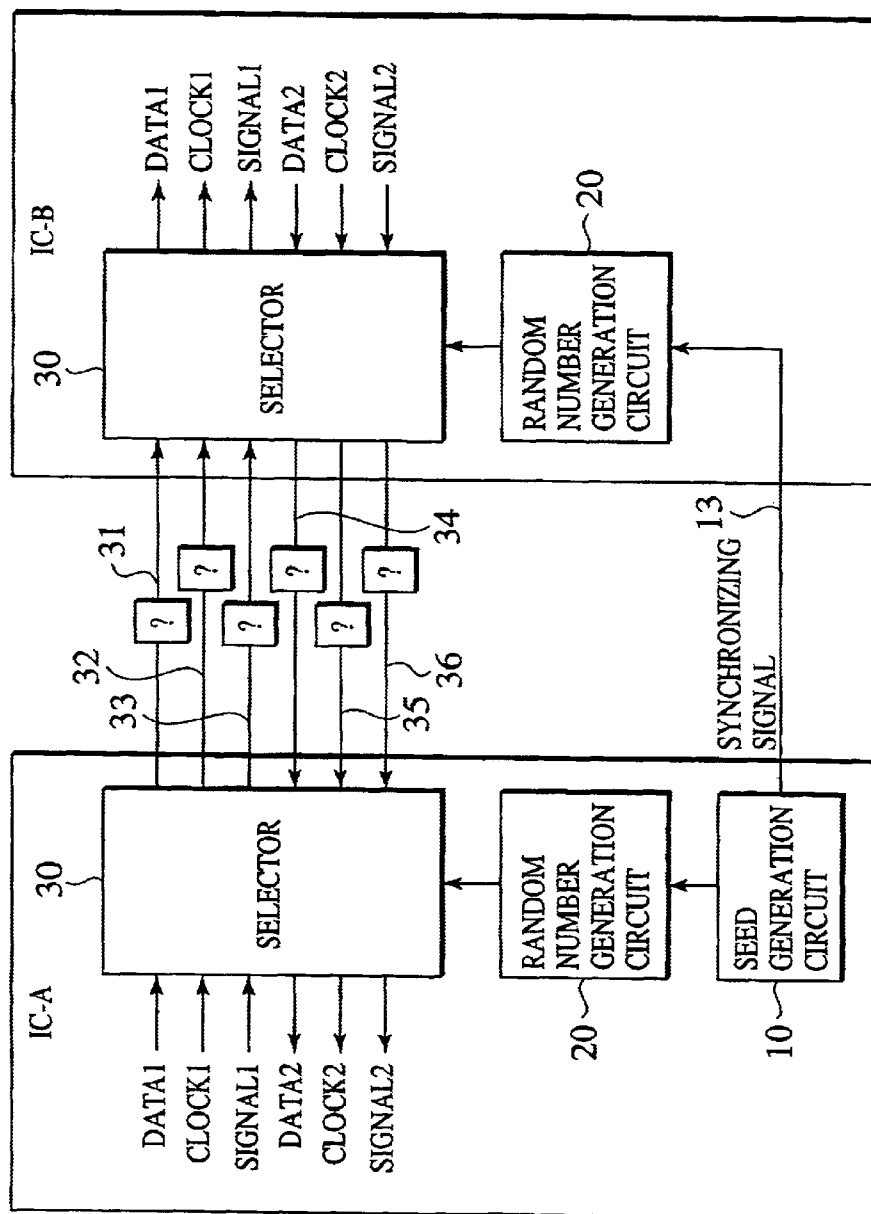 IC-A
30
SELECTOR
DATA1
CLOCK1
SIGNAL1
DATA2
CLOCK2
SIGNAL2
RANDOM
NUMBER
GENERATION
CIRCUIT
20
SEED
GENERATION
CIRCUIT
10
31
32
33
?
?
?
?
?
?
34
35
36
SYNCHRONIZING
SIGNAL
13
IC-B
30
SELECTOR
DATA1
CLOCK1
SIGNAL1
DATA2
CLOCK2
SIGNAL2
RANDOM
NUMBER
GENERATION
CIRCUIT
20